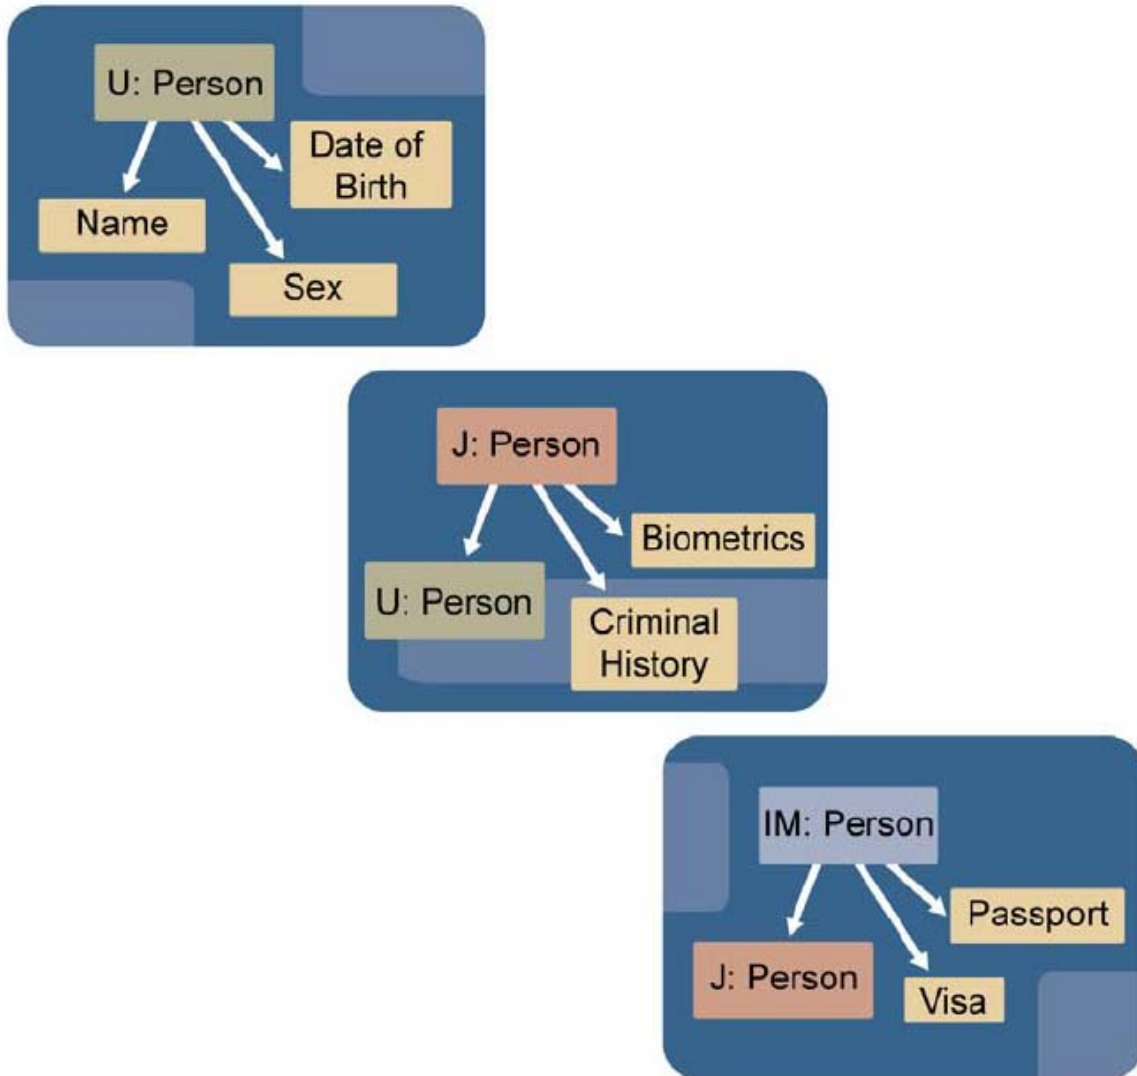 U: Person
Date of
Birth
Name
Sex
J: Person
Biometrics
U: Person
Criminal
History
IM: Person
Passport
J: Person
Visa